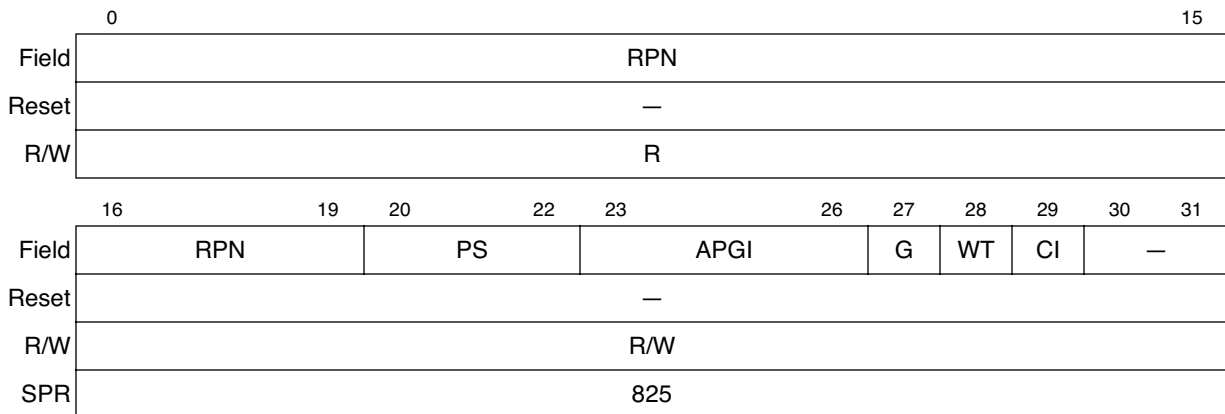 0 15
Field RPN
Reset —
R/W R
16 19 20 22 23 26 27 28 29 30 31
Field RPN PS APGI G WT CI —
Reset —
R/W R/W
SPR 825